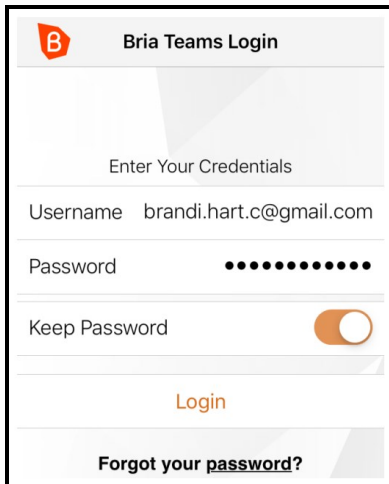 B
Bria Teams Login
Enter Your Credentials
Username brandi.hart.c@gmail.com
Password ••••••••••••
Keep Password
Login
Forgot your password?